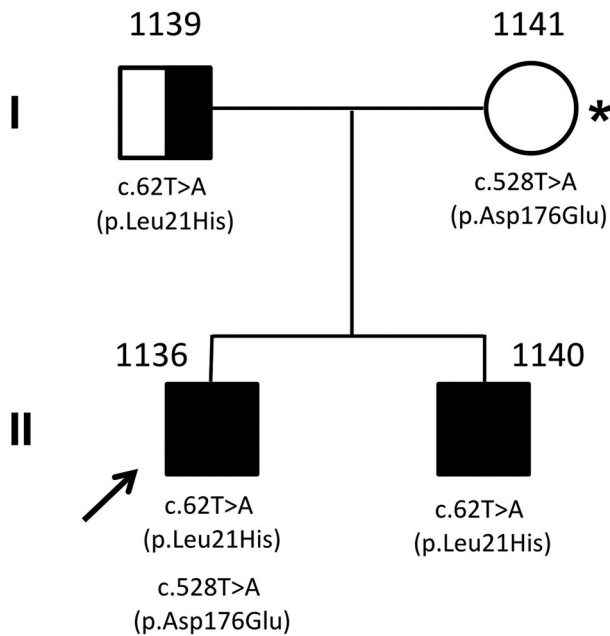 1139 1141
I *
c.62T>A c.528T>A
(p.Leu21His) (p.Asp176Glu)
1136 1140
II
c.62T>A c.62T>A
(p.Leu21His) (p.Leu21His)
c.528T>A
(p.Asp176Glu)